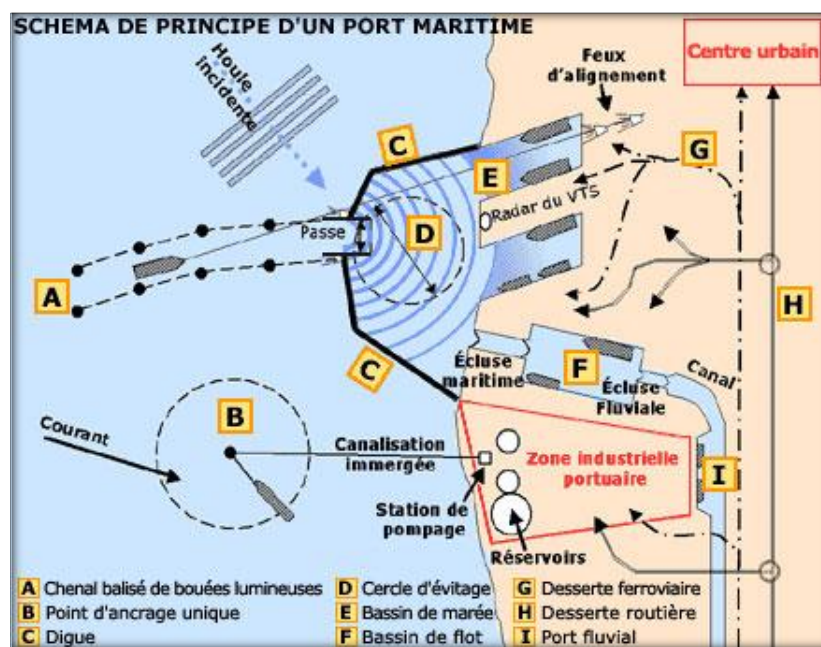 SCHEMA DE PRINCIPE D'UN PORT MARITIME
Houle
incidente
Feux
d'alignement
Centre urbain
C
G
E
Radar du VTS
Passe
D
A
H
C
Écluse
maritime
F
Écluse
Fluviale
Canal
B
Courant
Canalisation
immergée
Zone industrielle
portuaire
I
Station de
pompage
Réservoirs
A Chenal balisé de bouées lumineuses
B Point d'ancrage unique
C Digue
D Cercle d'évitage
E Bassin de marée
F Bassin de flot
G Desserte ferroviaire
H Desserte routière
I Port fluvial